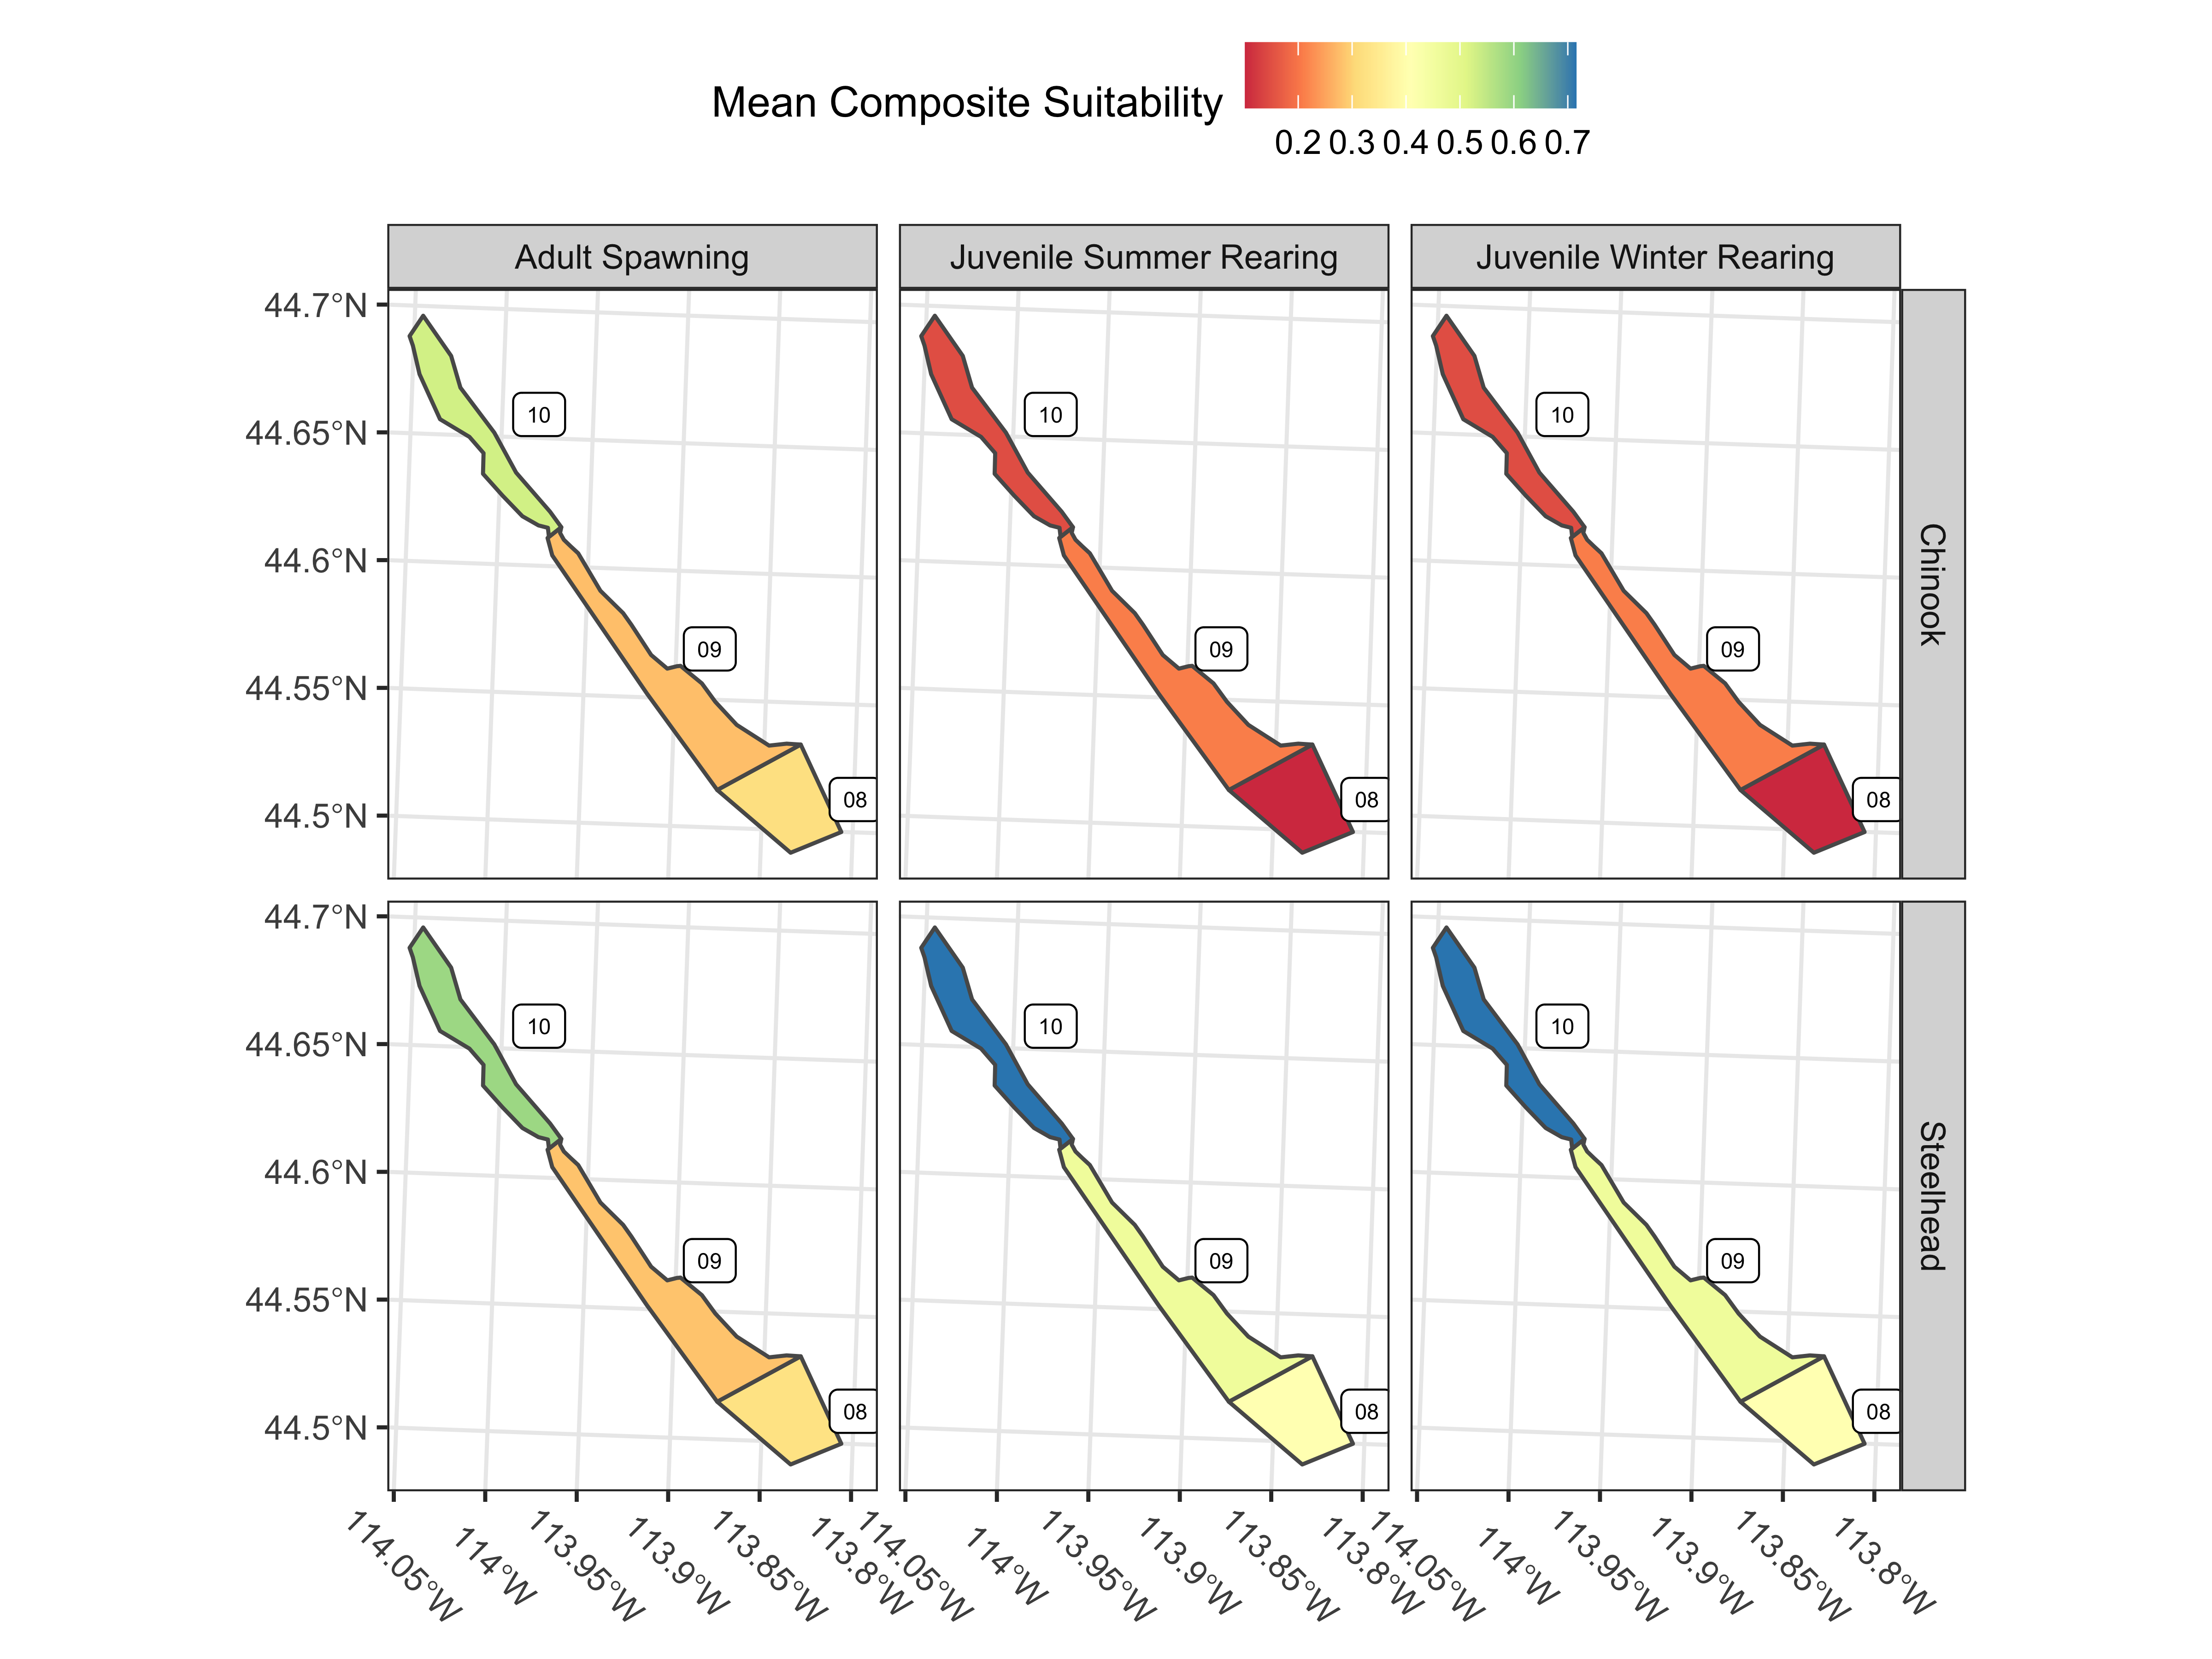 Mean Composite Suitability
0.2 0.3 0.4 0.5 0.6 0.7
Adult Spawning Juvenile Summer Rearing Juvenile Winter Rearing
44.7°N
44.65°N
44.6°N
44.55°N
44.5°N
10
09
08
10
09
08
10
09
08
Chinook
44.7°N
44.65°N
44.6°N
44.55°N
44.5°N
10
09
08
10
09
08
10
09
08
Steelhead
114.05°W 114°W 113.95°W 113.9°W 113.85°W 113.8°W 114.05°W 114°W 113.95°W 113.9°W 113.85°W 113.8°W 114.05°W 114°W 113.95°W 113.9°W 113.85°W 113.8°W